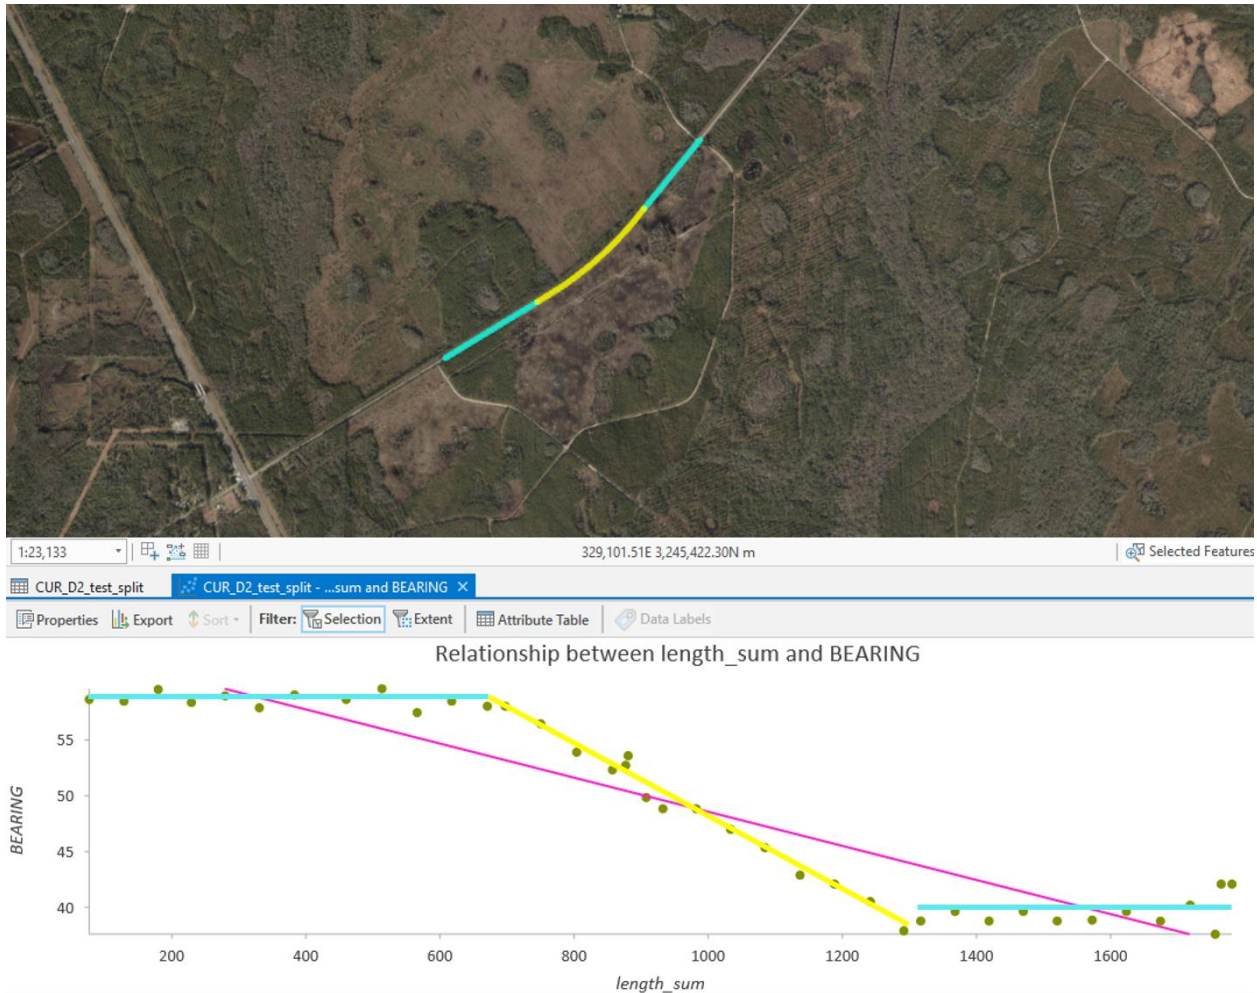 1:23,133
329,101.51E 3,245,422.30N m
Selected Features
CUR_D2_test_split
CUR_D2_test_split - ...sum and BEARING
Properties Export Sort Filter: Selection Extent Attribute Table Data Labels
Relationship between length_sum and BEARING
55
50
45
40
BEARING
200 400 600 800 1000 1200 1400 1600
length_sum